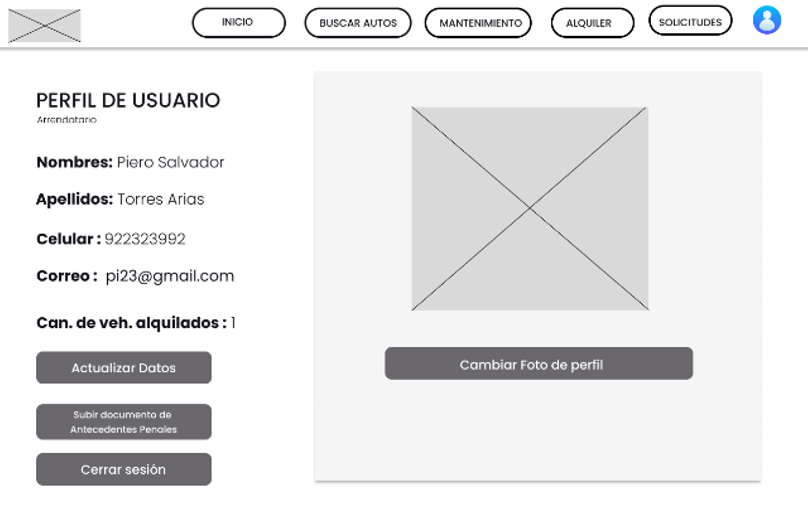 INICIO
BUSCAR AUTOS
MANTENIMIENTO
ALQUILER
SOLICITUDES
PERFIL DE USUARIO
Arrendatario
Nombres: Piero Salvador
Apellidos: Torres Arias
Celular : 922323992
Correo : pi23@gmail.com
Can. de veh. alquilados : 1
Actualizar Datos
Subir documento de
Antecedentes Penales
Cerrar sesión
Cambiar Foto de perfil